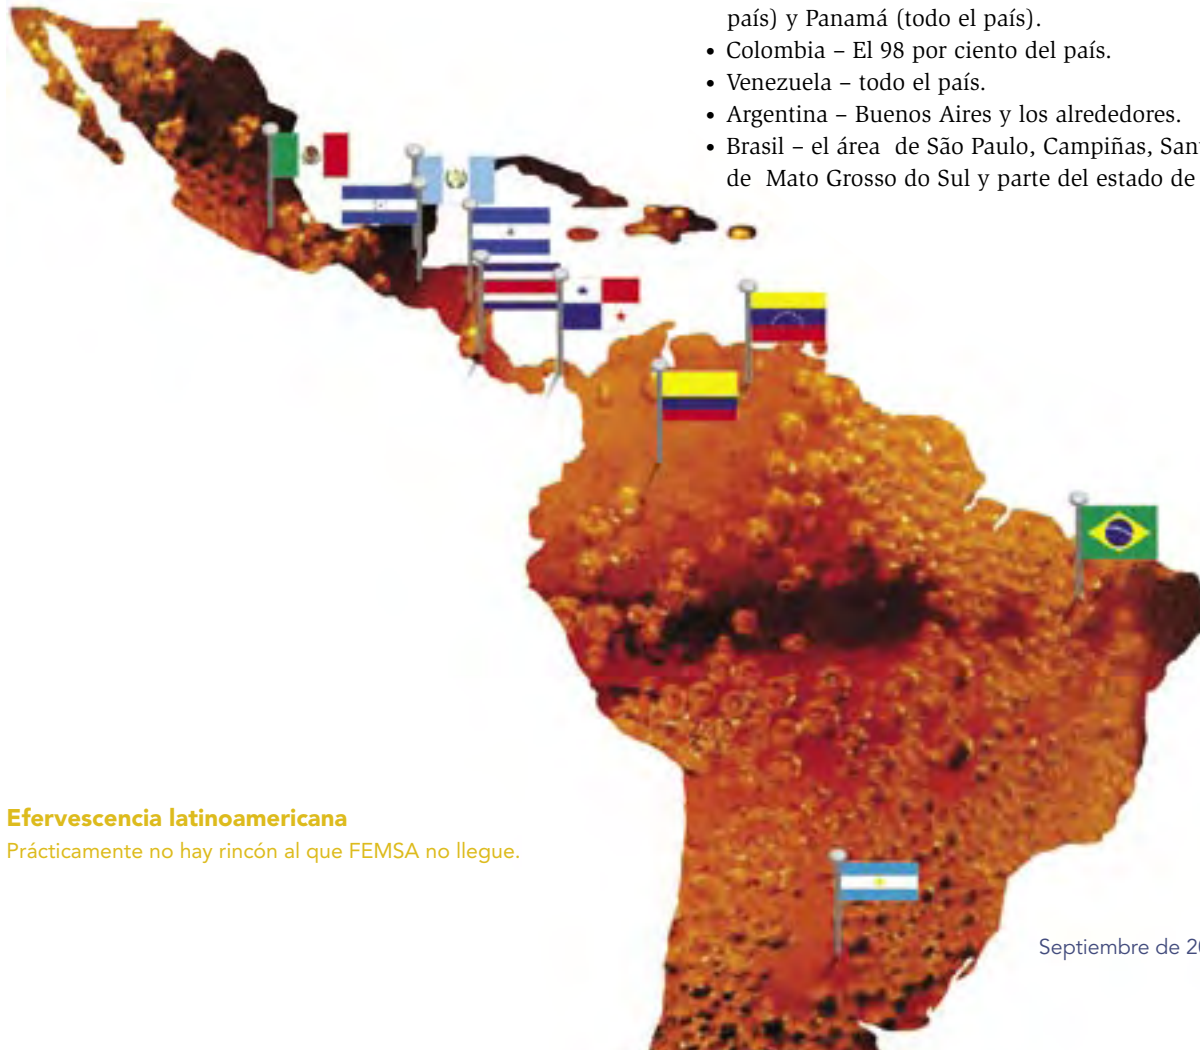 país) y Panamá (todo el país).
• Colombia – El 98 por ciento del país.
• Venezuela – todo el país.
• Argentina – Buenos Aires y los alrededores.
• Brasil – el área de São Paulo, Campiñas,
de Mato Grosso do Sul y parte del estado de
Efervescencia latinoamericana
Prácticamente no hay rincón al que FEMSA no llegue.
Septiembre de